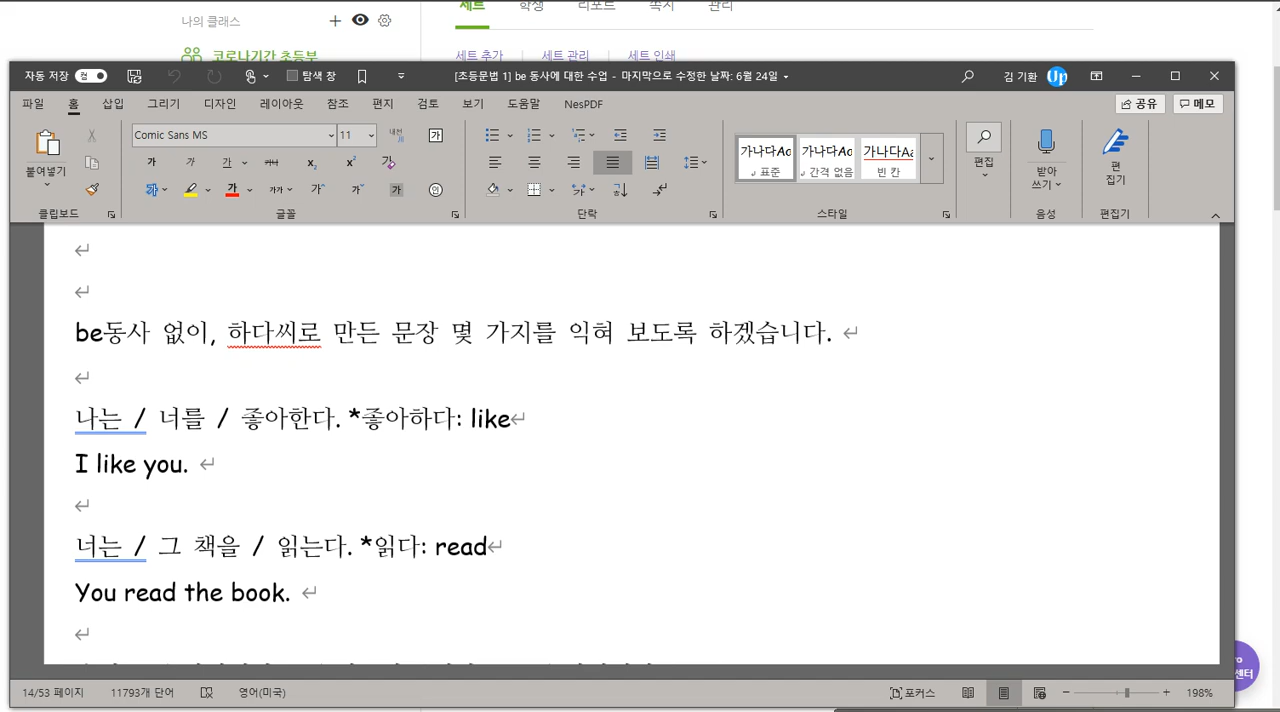 세트 학생 리포트 쪽지 관리
나의 클래스
코로나기간 초등부
세트 추가 세트 관리 세트 인쇄
자동 저장 탐색 창 [초등문법 1] be 동사에 대한 수업 - 마지막으로 수정한 날짜: 6월 24일 김 기환 Up
파일 홈 삽입 그리기 디자인 레이아웃 참조 편지 검토 보기 도움말 NesPDF 공유 메모
붙여넣기
Comic Sans MS 11
가나다Aa 표준
가나다Aa 간격 없음
가나다Aa 빈 칸
편집
받아쓰기
편집기
클립보드 글꼴 단락 스타일 음성 편집기
be동사 없이, 하다씨로 만든 문장 몇 가지를 익혀 보도록 하겠습니다.
나는 / 너를 / 좋아한다. *좋아하다: like
I like you.
너는 / 그 책을 / 읽는다. *읽다: read
You read the book.
센터
14/53 페이지 11793개 단어 영어(미국) 포커스 198%